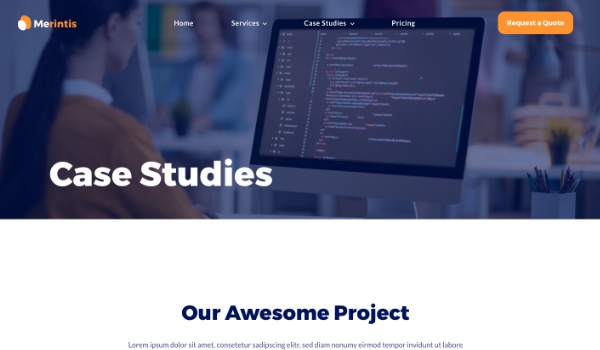 Merintis
Home
Services
Case Studies
Pricing
Request a Quote
Case Studies
Our Awesome Project
Lorem ipsum dolor sit amet, consetetur sadipscing elitr, sed diam nonumy eirmod tempor invidunt ut labore